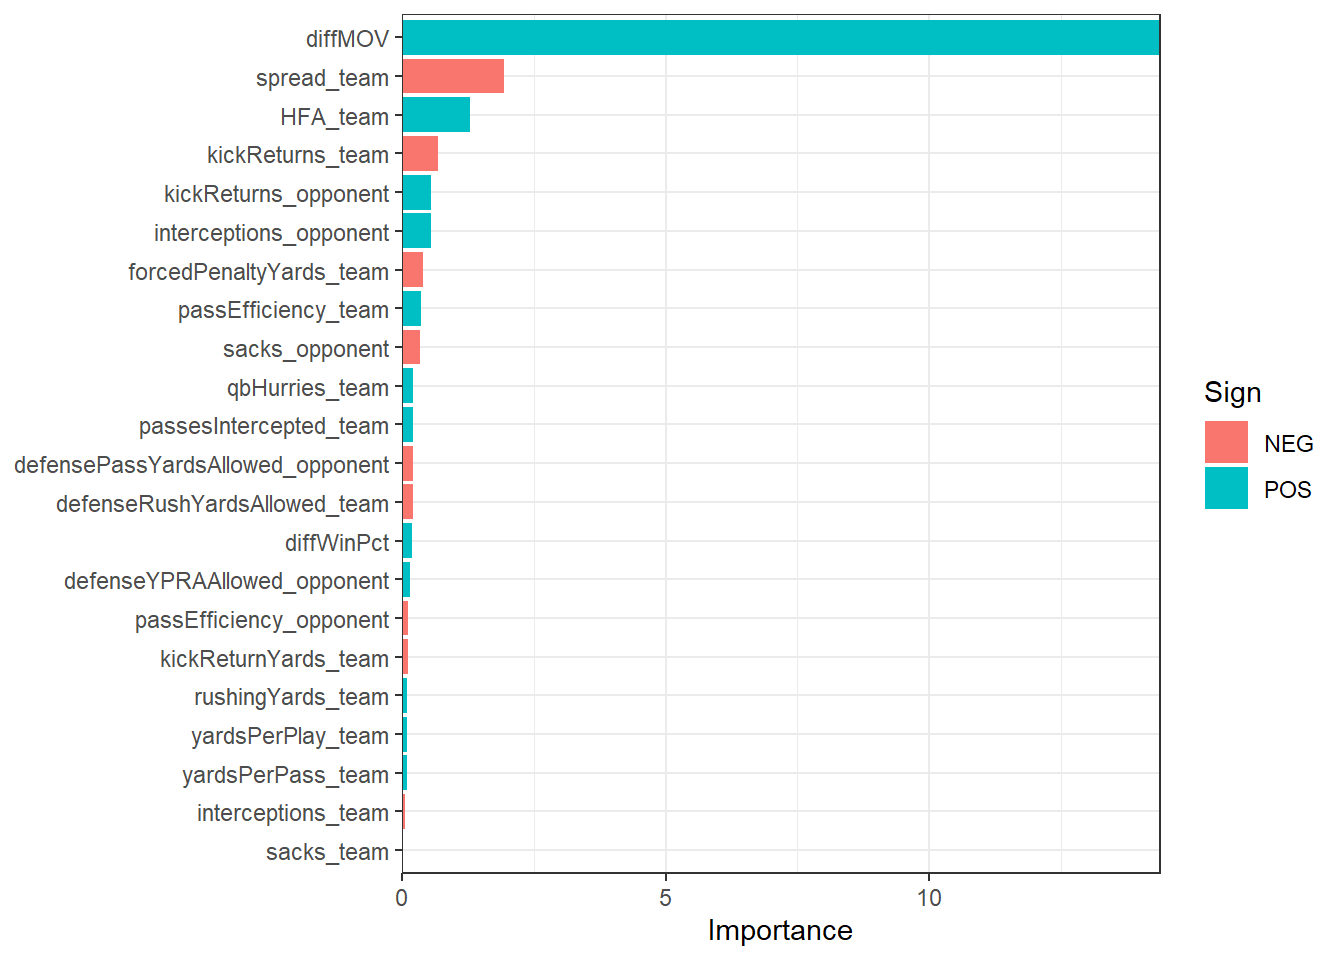 diffMOV
spread_team
HFA_team
kickReturns_team
kickReturns_opponent
interceptions_opponent
forcedPenaltyYards_team
passEfficiency_team
sacks_opponent
qbHurries_team
passesIntercepted_team
defensePassYardsAllowed_opponent
defenseRushYardsAllowed_team
diffWinPct
defenseYPRAAllowed_opponent
passEfficiency_opponent
kickReturnYards_team
rushingYards_team
yardsPerPlay_team
yardsPerPass_team
interceptions_team
sacks_team
0 5 10
Importance
Sign
NEG
POS